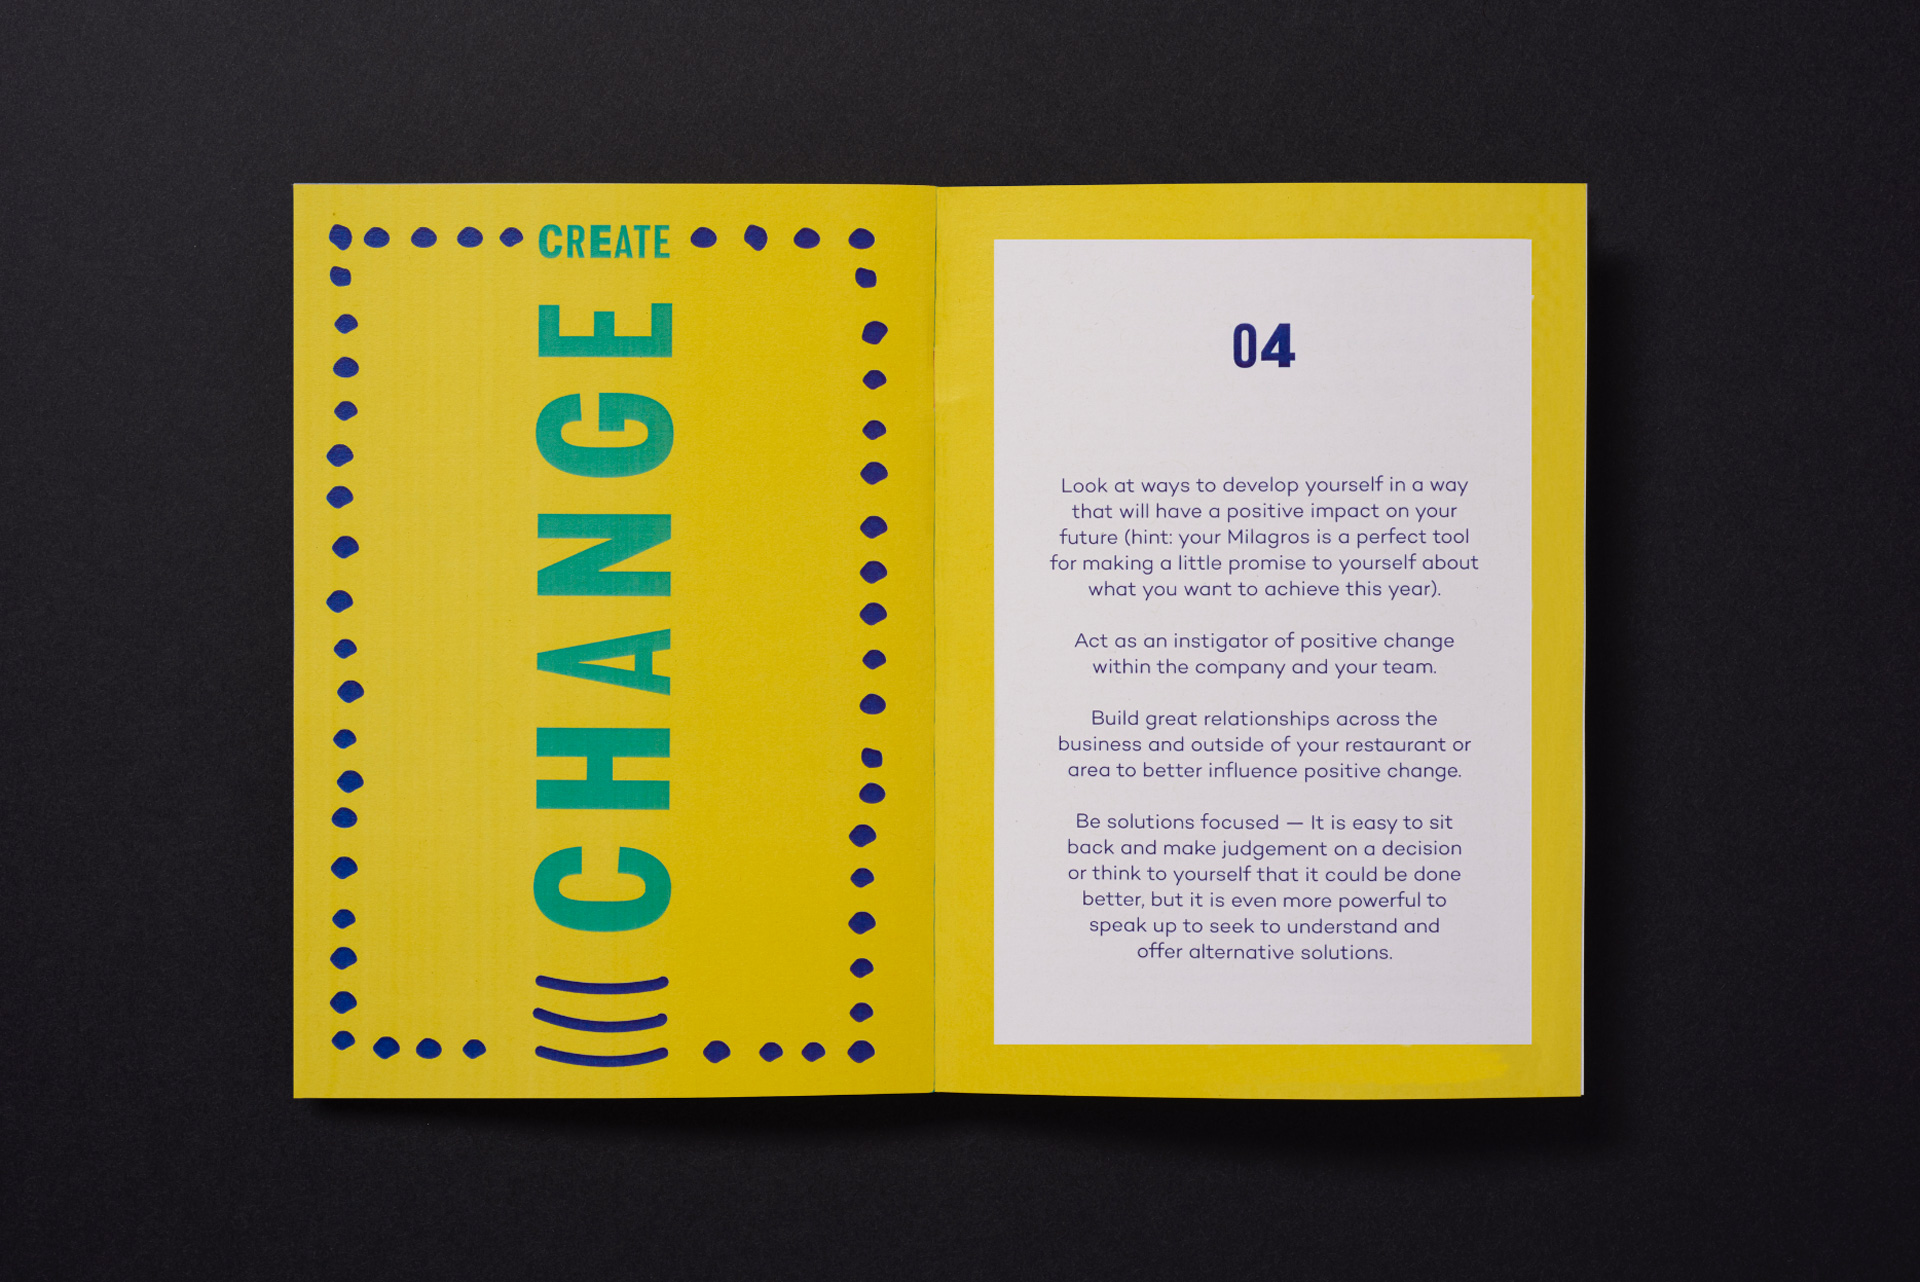 CREATE
CHANGE
04
Look at ways to develop yourself in a way
that will have a positive impact on your
future (hint: your Milagros is a perfect tool
for making a little promise to yourself about
what you want to achieve this year).
Act as an instigator of positive change
within the company and your team.
Build great relationships across the
business and outside of your restaurant or
area to better influence positive change.
Be solutions focused — It is easy to sit
back and make judgement on a decision
or think to yourself that it could be done
better, but it is even more powerful to
speak up to seek to understand and
offer alternative solutions.